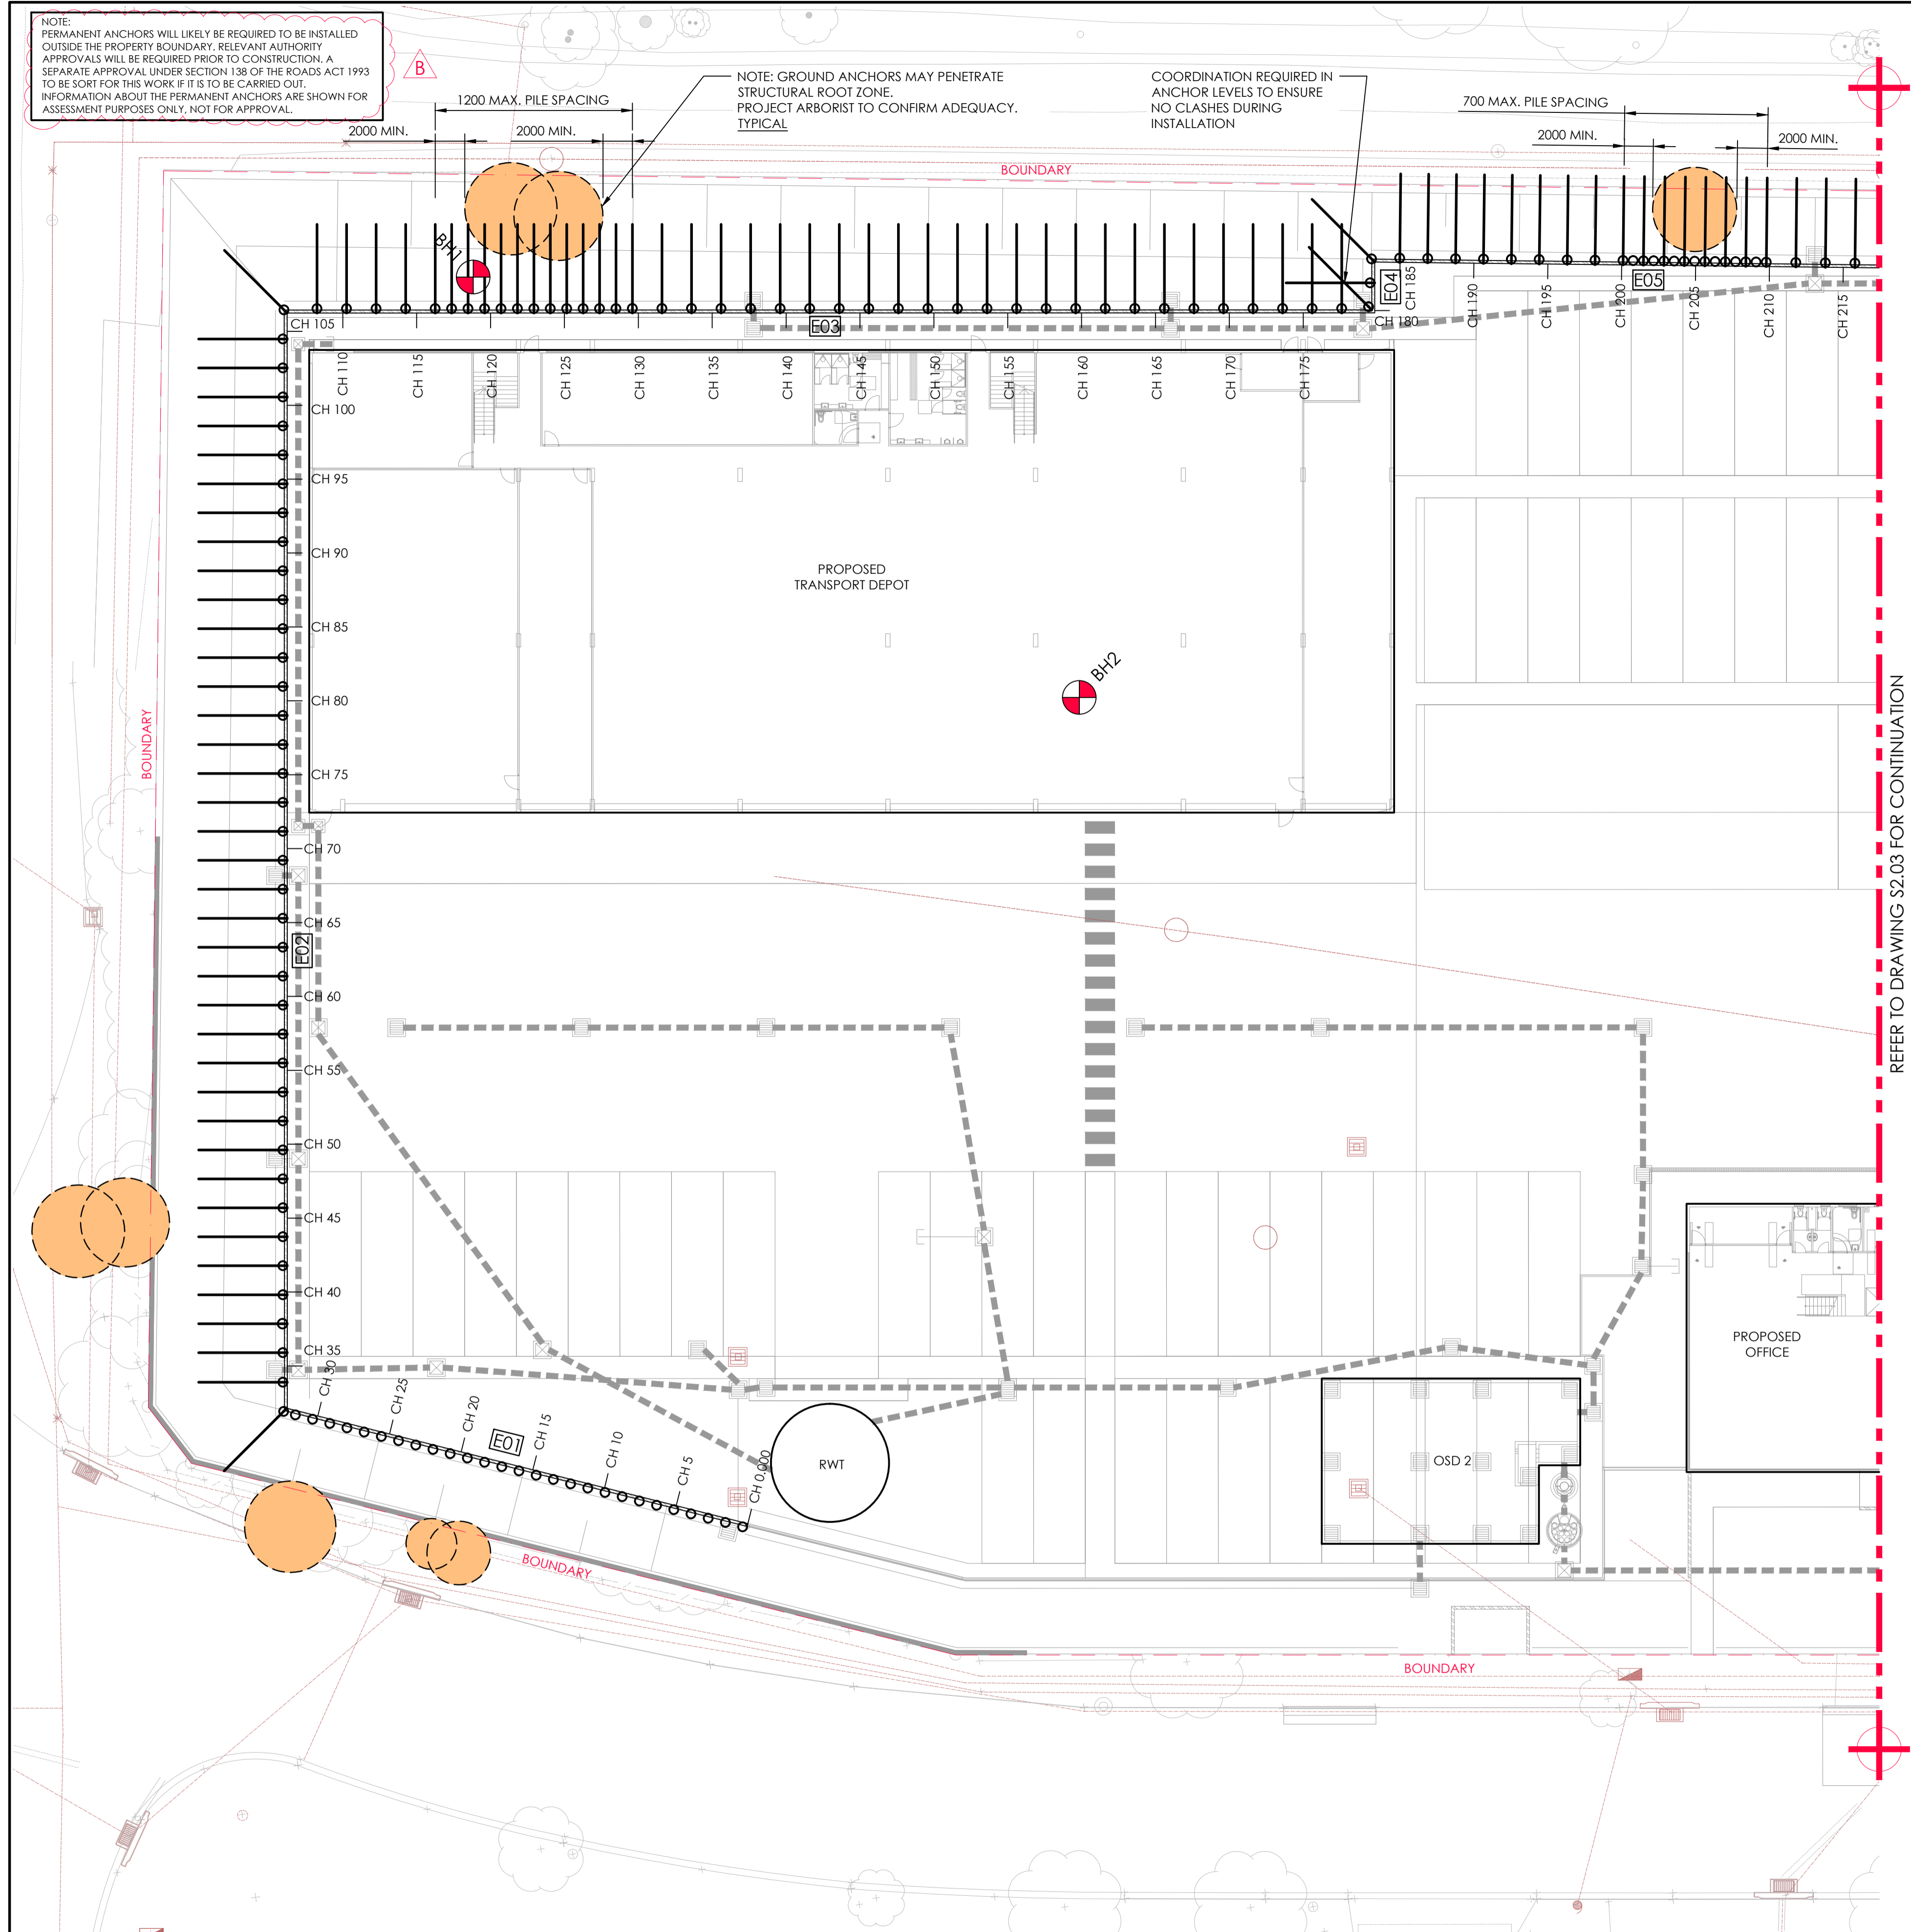 NOTE:
PERMANENT ANCHORS WILL LIKELY BE REQUIRED TO BE INSTALLED
OUTSIDE THE PROPERTY BOUNDARY. RELEVANT AUTHORITY
APPROVALS WILL BE REQUIRED PRIOR TO CONSTRUCTION. A
SEPARATE APPROVAL UNDER SECTION 138 OF THE ROADS ACT 1993
TO BE SORT FOR THIS WORK IF IT IS TO BE CARRIED OUT.
INFORMATION ABOUT THE PERMANENT ANCHORS ARE SHOWN FOR
ASSESSMENT PURPOSES ONLY, NOT FOR APPROVAL.
B
NOTE: GROUND ANCHORS MAY PENETRATE
STRUCTURAL ROOT ZONE.
PROJECT ARBORIST TO CONFIRM ADEQUACY.
TYPICAL
COORDINATION REQUIRED IN
ANCHOR LEVELS TO ENSURE
NO CLASHES DURING
INSTALLATION
1200 MAX. PILE SPACING
2000 MIN.
2000 MIN.
700 MAX. PILE SPACING
2000 MIN.
2000 MIN.
BOUNDARY
BH1
E03
E04
E05
CH 105
CH 110
CH 115
CH 120
CH 125
CH 130
CH 135
CH 140
CH 145
CH 150
CH 155
CH 160
CH 165
CH 170
CH 175
CH 180
CH 185
CH 190
CH 195
CH 200
CH 205
CH 210
CH 215
CH 100
CH 95
CH 90
CH 85
CH 80
CH 75
CH 70
CH 65
CH 60
CH 55
CH 50
CH 45
CH 40
CH 35
E02
BOUNDARY
PROPOSED
TRANSPORT DEPOT
BH2
REFER TO DRAWING S2.03 FOR CONTINUATION
PROPOSED
OFFICE
CH 30
CH 25
CH 20
CH 15
CH 10
CH 5
CH 0.000
E01
RWT
OSD 2
BOUNDARY
BOUNDARY